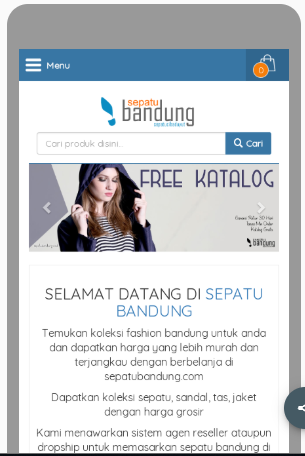 Menu
0
sepatu
bandung
Cari produk disini...
Cari
FREE KATALOG
bandung
SELAMAT DATANG DI SEPATU
BANDUNG
Temukan koleksi fashion bandung untuk anda
dan dapatkan harga yang lebih murah dan
terjangkau dengan berbelanja di
sepatubandung.com
Dapatkan koleksi sepatu, sandal, tas, jaket
dengan harga grosir
Kami menawarkan sistem agen reseller ataupun
dropship untuk memasarkan sepatu bandung di